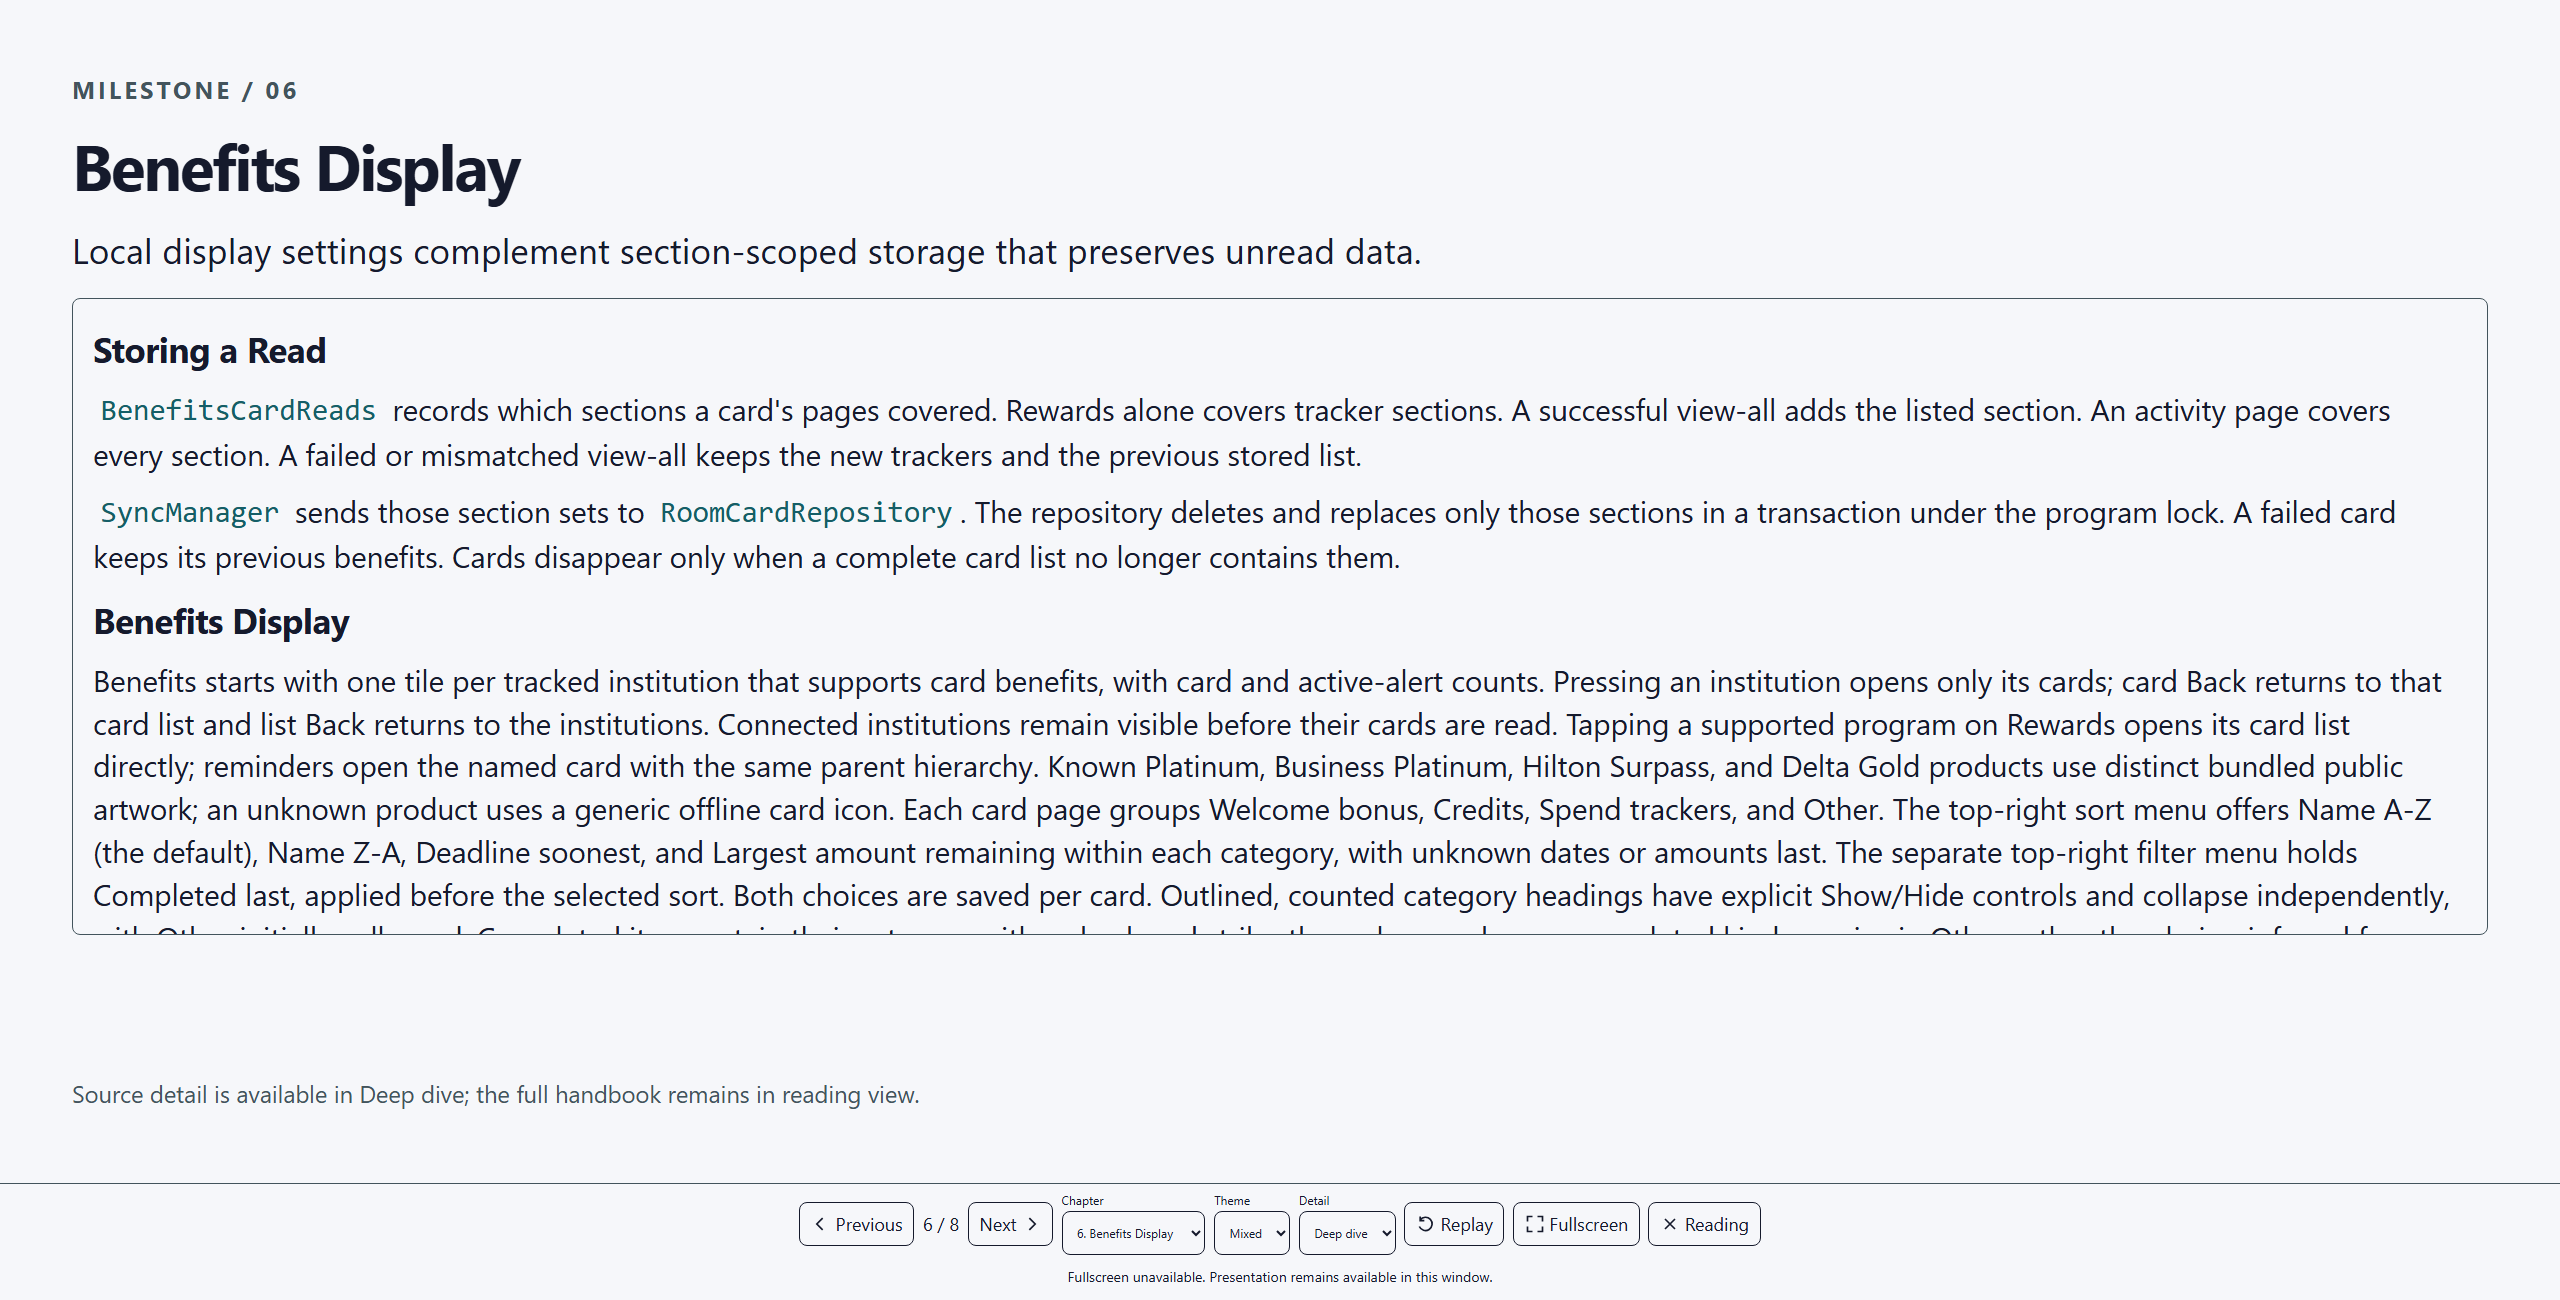 MILESTONE / 06
Benefits Display
Local display settings complement section-scoped storage that preserves unread data.
Storing a Read
BenefitsCardReads records which sections a card's pages covered. Rewards alone covers tracker sections. A successful view-all adds the listed section. An activity page covers
every section. A failed or mismatched view-all keeps the new trackers and the previous stored list.
SyncManager sends those section sets to RoomCardRepository. The repository deletes and replaces only those sections in a transaction under the program lock. A failed card
keeps its previous benefits. Cards disappear only when a complete card list no longer contains them.
Benefits Display
Benefits starts with one tile per tracked institution that supports card benefits, with card and active-alert counts. Pressing an institution opens only its cards; card Back returns to that
card list and list Back returns to the institutions. Connected institutions remain visible before their cards are read. Tapping a supported program on Rewards opens its card list
directly; reminders open the named card with the same parent hierarchy. Known Platinum, Business Platinum, Hilton Surpass, and Delta Gold products use distinct bundled public
artwork; an unknown product uses a generic offline card icon. Each card page groups Welcome bonus, Credits, Spend trackers, and Other. The top-right sort menu offers Name A-Z
(the default), Name Z-A, Deadline soonest, and Largest amount remaining within each category, with unknown dates or amounts last. The separate top-right filter menu holds
Completed last, applied before the selected sort. Both choices are saved per card. Outlined, counted category headings have explicit Show/Hide controls and collapse independently,
Source detail is available in Deep dive; the full handbook remains in reading view.
Previous
6 / 8
Next
Chapter
6. Benefits Display
Theme
Mixed
Detail
Deep dive
Replay
Fullscreen
Reading
Fullscreen unavailable. Presentation remains available in this window.